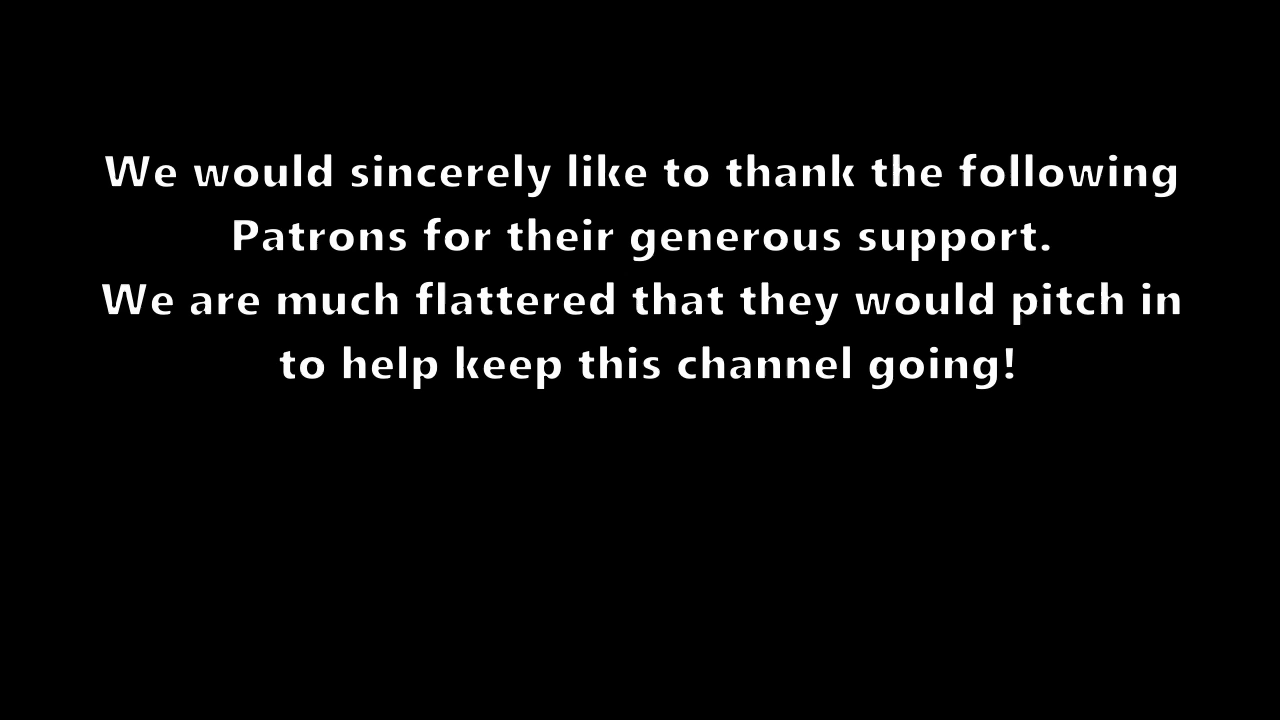 We would sincerely like to thank the following
Patrons for their generous support.
We are much flattered that they would pitch in
to help keep this channel going!